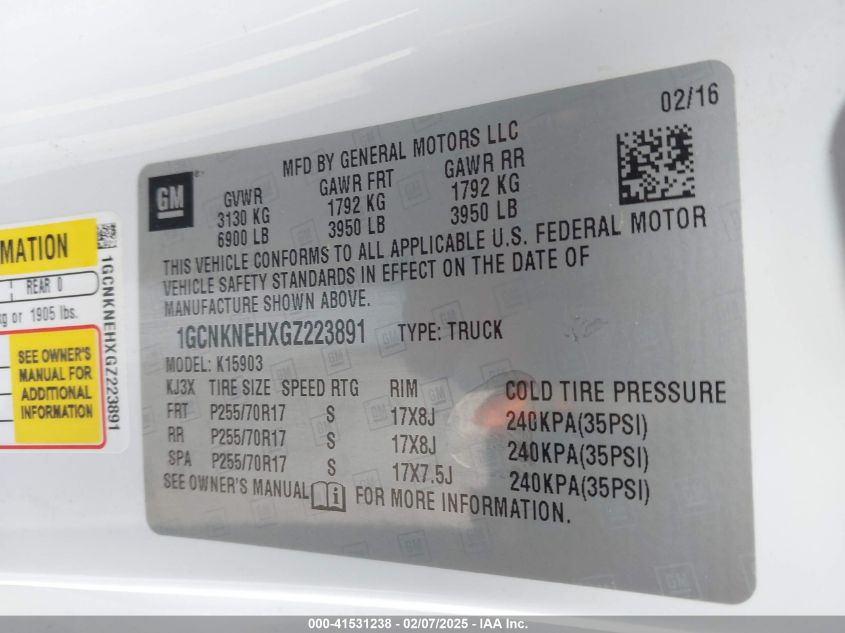 02/16
MFD BY GENERAL MOTORS LLC
GM
GVWR GAWR FRT GAWR RR
3130 KG 1792 KG 1792 KG
6900 LB 3950 LB 3950 LB
THIS VEHICLE CONFORMS TO ALL APPLICABLE U.S. FEDERAL MOTOR
VEHICLE SAFETY STANDARDS IN EFFECT ON THE DATE OF
MANUFACTURE SHOWN ABOVE.
1GCNKNEHXGZ223891 TYPE: TRUCK
MODEL: K15903
KJ3X TIRE SIZE SPEED RTG RIM COLD TIRE PRESSURE
FRT P255/70R17 S 17X8J 240KPA(35PSI)
RR P255/70R17 S 17X8J 240KPA(35PSI)
SPA P255/70R17 S 17X7.5J 240KPA(35PSI)
SEE OWNER'S MANUAL FOR MORE INFORMATION.
REAR 0
kg or 1905 lbs.
SEE OWNER'S
MANUAL FOR
ADDITIONAL
INFORMATION
1GCNKNEHXGZ223891
000-41531238 - 02/07/2025 - IAA Inc.